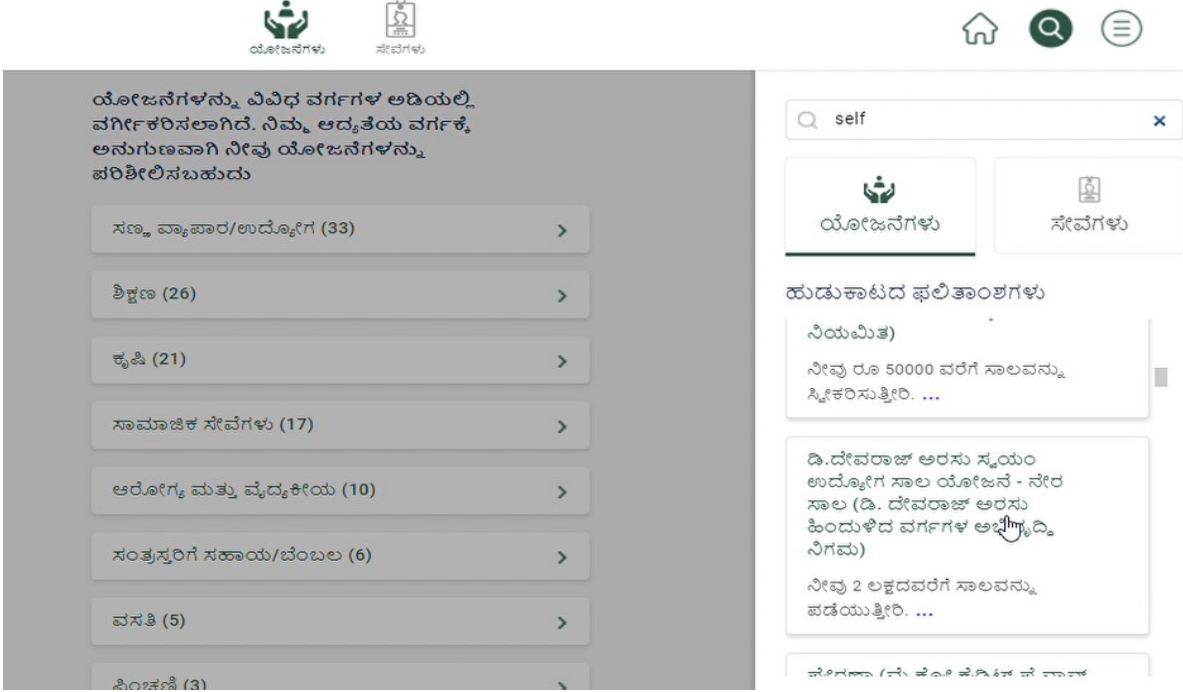 ಯೋಜನೆಗಳು
ಸೇವೆಗಳು
ಯೋಜನೆಗಳನ್ನು ವಿವಿಧ ವರ್ಗಗಳ ಅಡಿಯಲ್ಲಿ
ವರ್ಗೀಕರಿಸಲಾಗಿದೆ. ನಿಮ್ಮ ಆದ್ಯತೆಯ ವರ್ಗಕ್ಕೆ
ಅನುಗುಣವಾಗಿ ನೀವು ಯೋಜನೆಗಳನ್ನು
ಪರಿಶೀಲಿಸಬಹುದು
ಸಣ್ಣ ವ್ಯಾಪಾರ/ಉದ್ಯೋಗ (33)
ಶಿಕ್ಷಣ (26)
ಕೃಷಿ (21)
ಸಾಮಾಜಿಕ ಸೇವೆಗಳು (17)
ಆರೋಗ್ಯ ಮತ್ತು ವೈದ್ಯಕೀಯ (10)
ಸಂತ್ರಸ್ತರಿಗೆ ಸಹಾಯ/ಬೆಂಬಲ (6)
ವಸತಿ (5)
ಪಿಂಚಣಿ (3)
self
ಯೋಜನೆಗಳು
ಸೇವೆಗಳು
ಹುಡುಕಾಟದ ಫಲಿತಾಂಶಗಳು
ನಿಯಮಿತ)
ನೀವು ರೂ 50000 ವರೆಗೆ ಸಾಲವನ್ನು
ಸ್ವೀಕರಿಸುತ್ತೀರಿ. ...
ಡಿ.ದೇವರಾಜ್ ಅರಸು ಸ್ವಯಂ
ಉದ್ಯೋಗ ಸಾಲ ಯೋಜನೆ - ನೇರ
ಸಾಲ (ಡಿ. ದೇವರಾಜ್ ಅರಸು
ಹಿಂದುಳಿದ ವರ್ಗಗಳ ಅಭಿವೃದ್ಧಿ
ನಿಗಮ)
ನೀವು 2 ಲಕ್ಷದವರೆಗೆ ಸಾಲವನ್ನು
ಪಡೆಯುತ್ತೀರಿ. ...